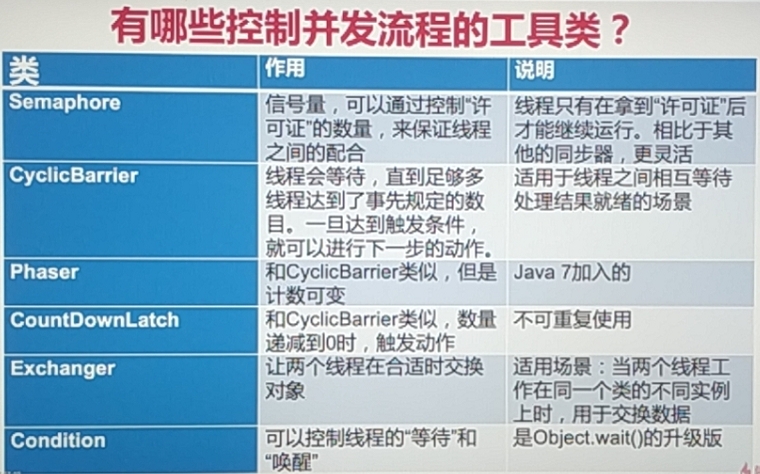 有哪些控制并发流程的工具类？
类
作用
说明
Semaphore
信号量，可以通过控制“许
可证”的数量，来保证线程
之间的配合
线程只有在拿到“许可证”后
才能继续运行。相比于其
他的同步器，更灵活
CyclicBarrier
线程会等待，直到足够多
线程达到了事先规定的数
目。一旦达到触发条件，
就可以进行下一步的动作。
适用于线程之间相互等待
处理结果就绪的场景
Phaser
和CyclicBarrier类似，但是
计数可变
Java 7加入的
CountDownLatch
和CyclicBarrier类似，数量
递减到0时，触发动作
不可重复使用
Exchanger
让两个线程在合适时交换
对象
适用场景：当两个线程工
作在同一个类的不同实例
上时，用于交换数据
Condition
可以控制线程的“等待”和
“唤醒”
是Object.wait()的升级版